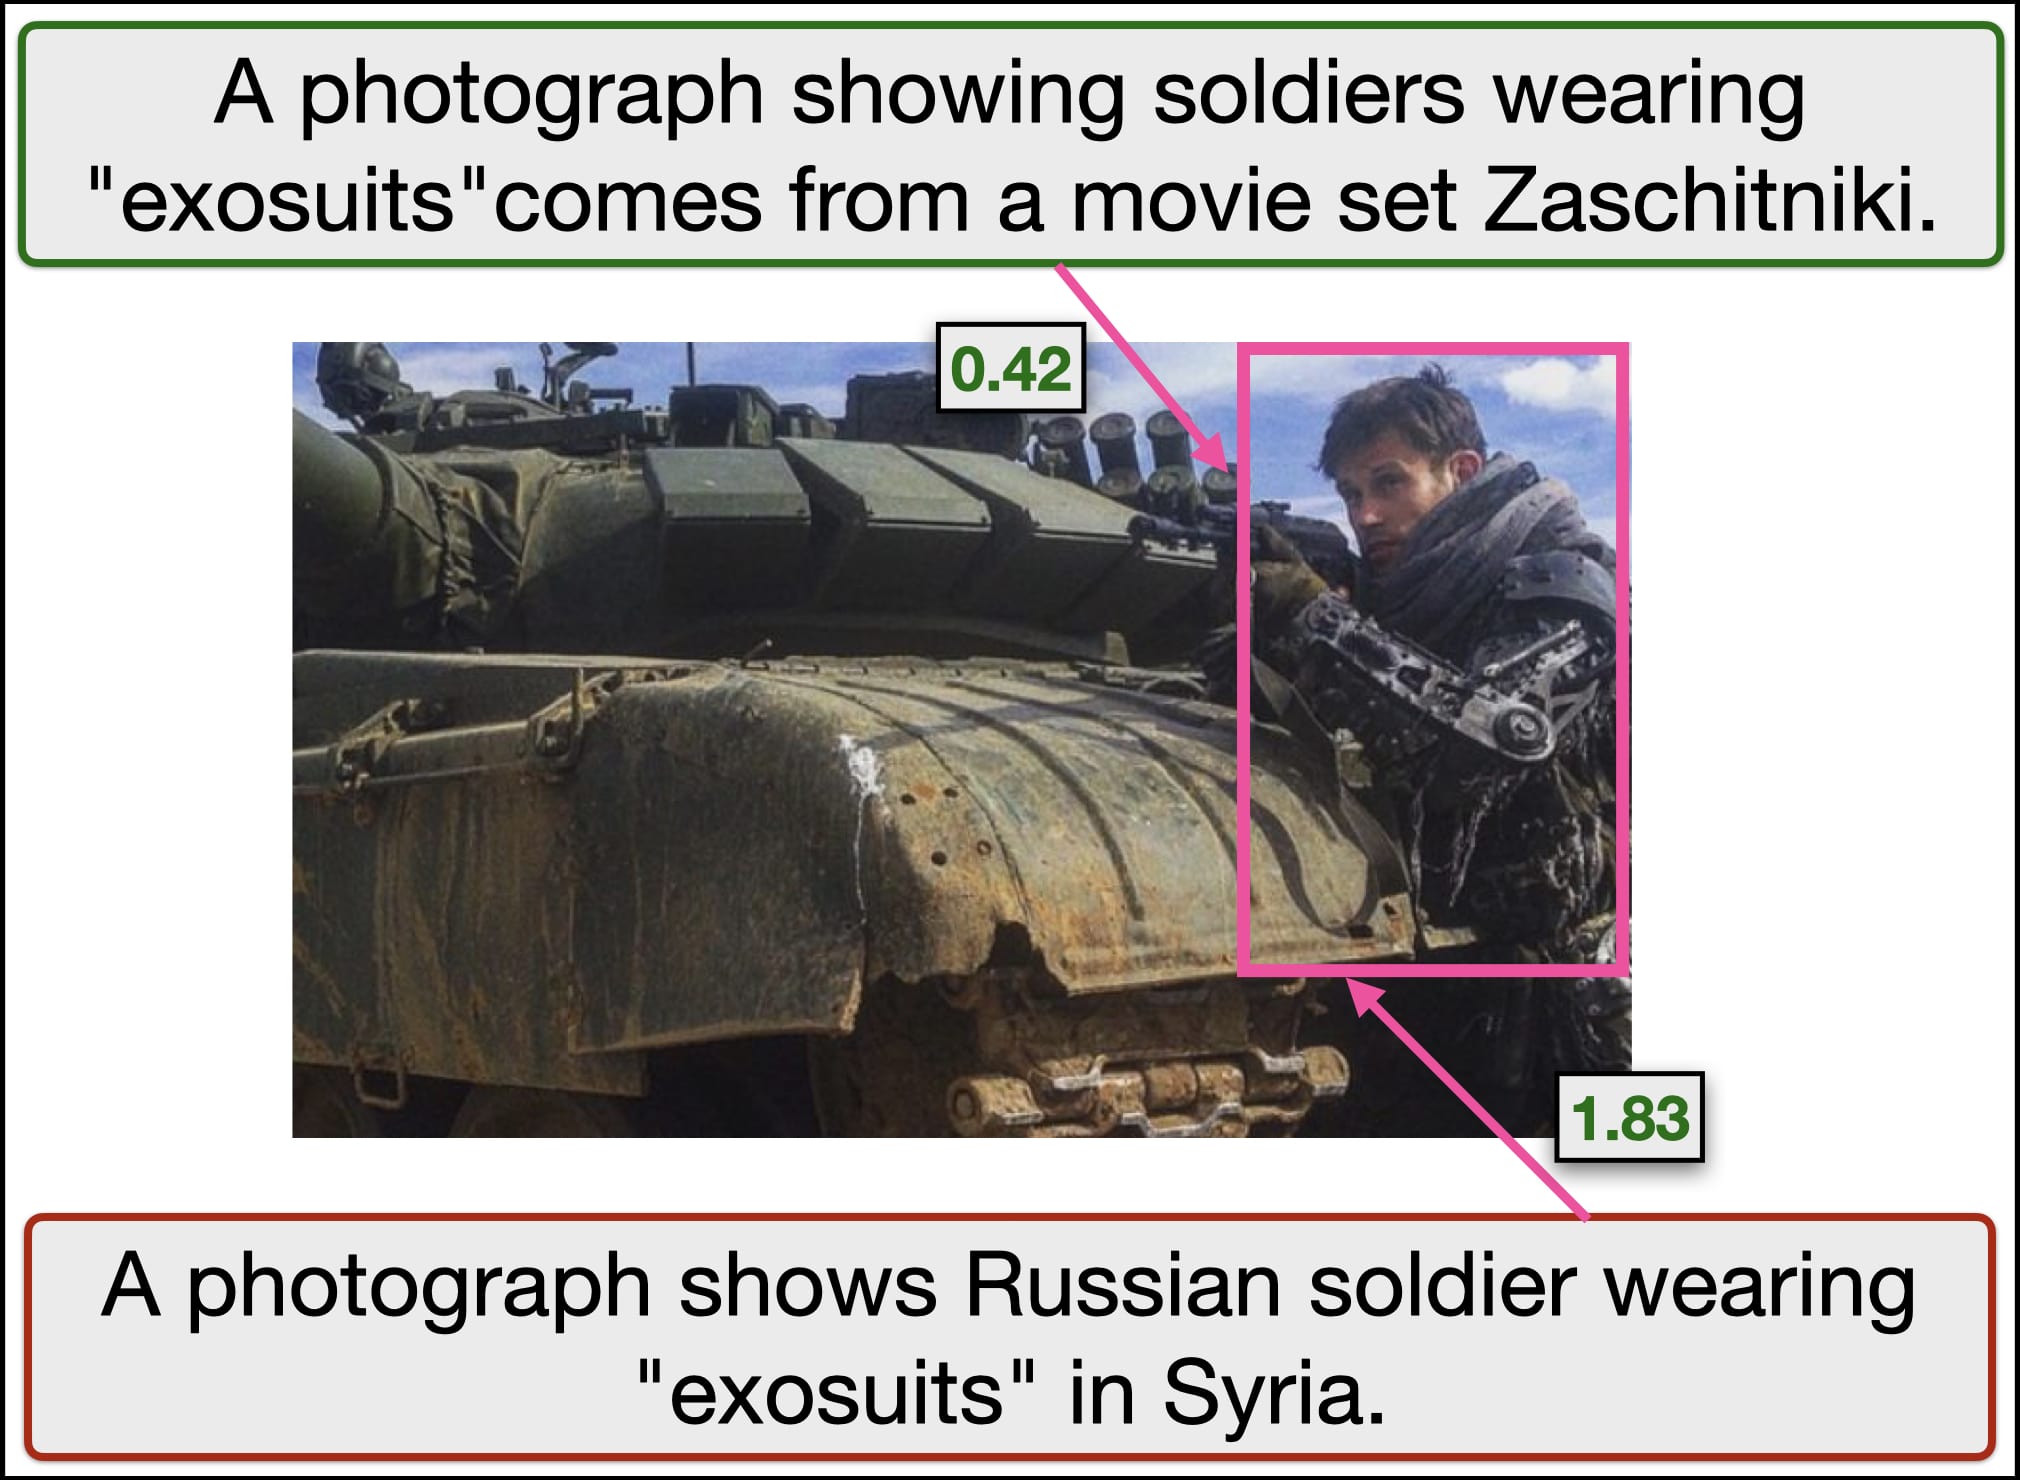 A photograph showing soldiers wearing
"exosuits"comes from a movie set Zaschitniki.
0.42
1.83
A photograph shows Russian soldier wearing
"exosuits" in Syria.